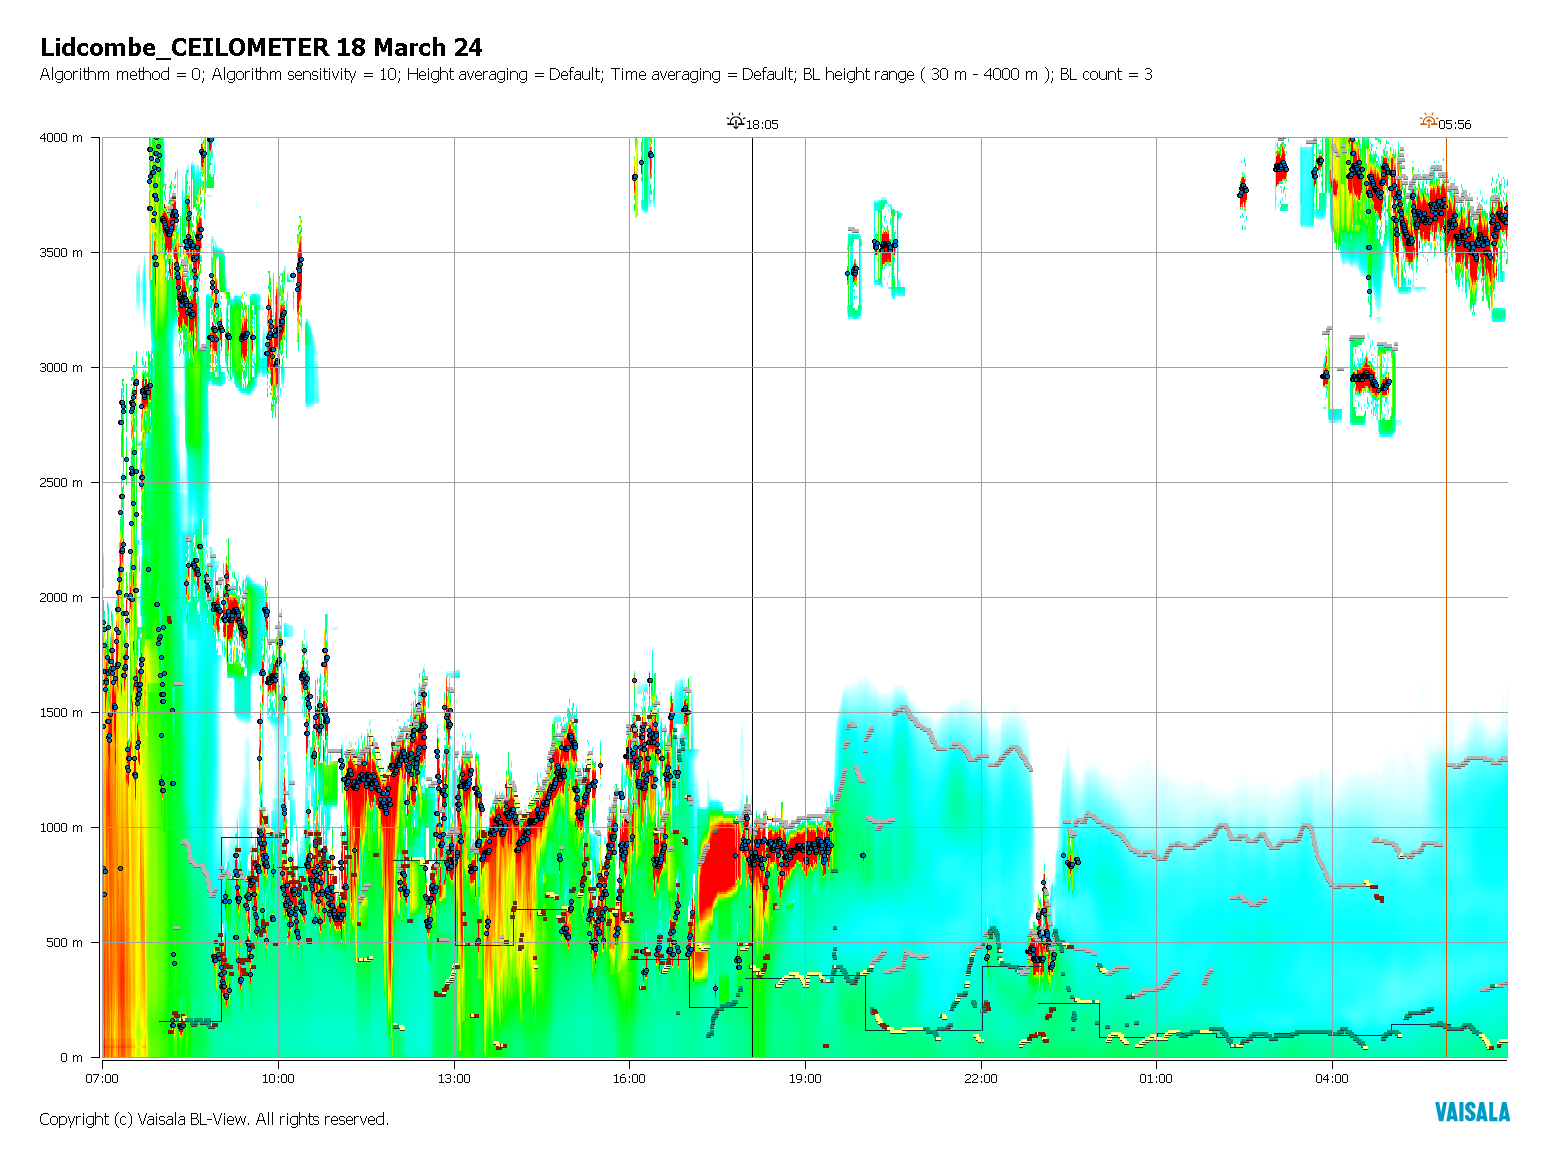 Lidcombe_CEILOMETER 18 March 24
Algorithm method = 0; Algorithm sensitivity = 10; Height averaging = Default; Time averaging = Default; BL height range ( 30 m - 4000 m ); BL count = 3
18:05
05:56
4000 m
3500 m
3000 m
2500 m
2000 m
1500 m
1000 m
500 m
0 m
07:00 10:00 13:00 16:00 19:00 22:00 01:00 04:00
Copyright (c) Vaisala BL-View. All rights reserved.
VAISALA